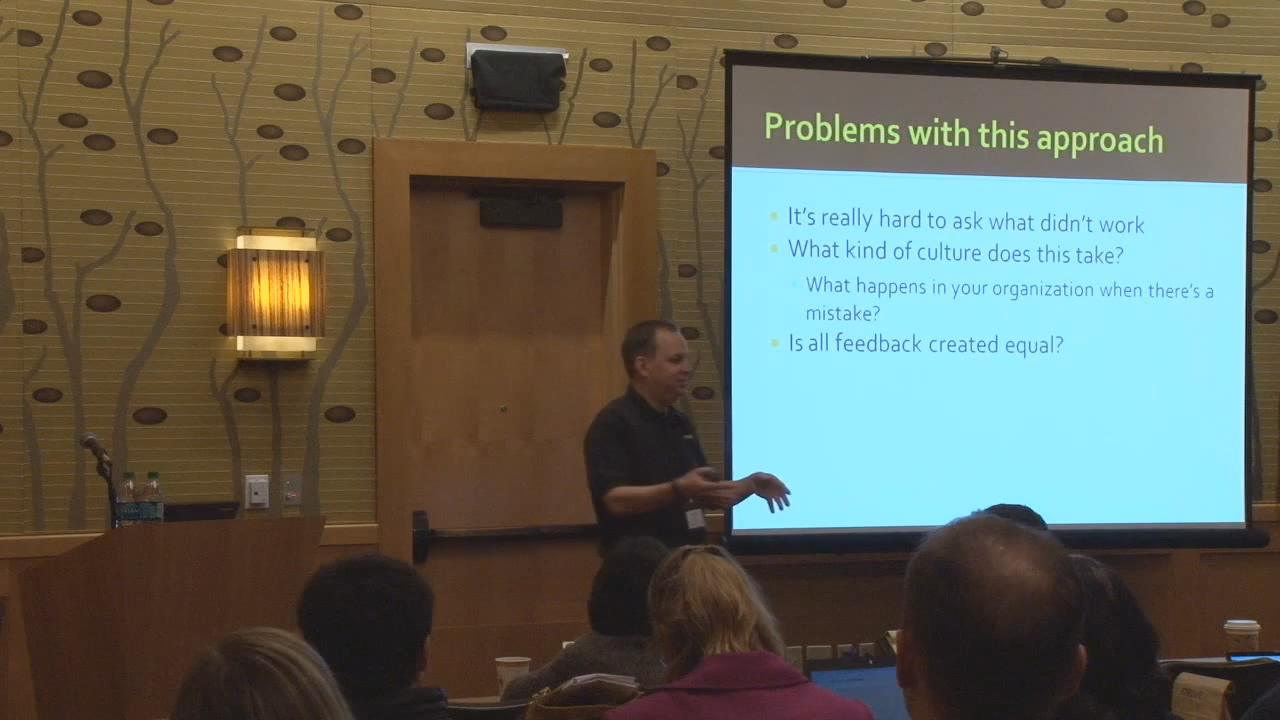 Problems with this approach
It's really hard to ask what didn't work
What kind of culture does this take?
What happens in your organization when there's a
mistake?
Is all feedback created equal?